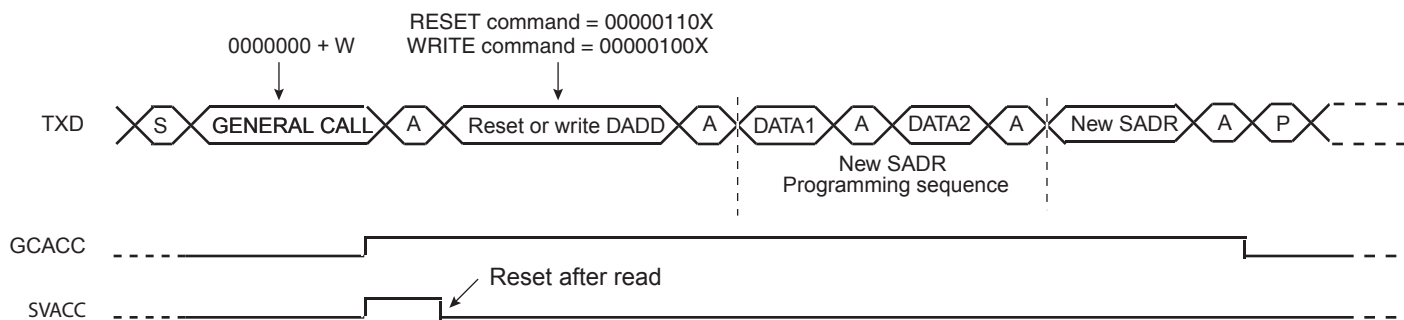 RESET command = 00000110X
0000000 + W
WRITE command = 00000100X
TXD
S
GENERAL CALL
A
Reset or write DADD
A
DATA1
A
DATA2
A
New SADR
A
P
New SADR
Programming sequence
GCACC
Reset after read
SVACC